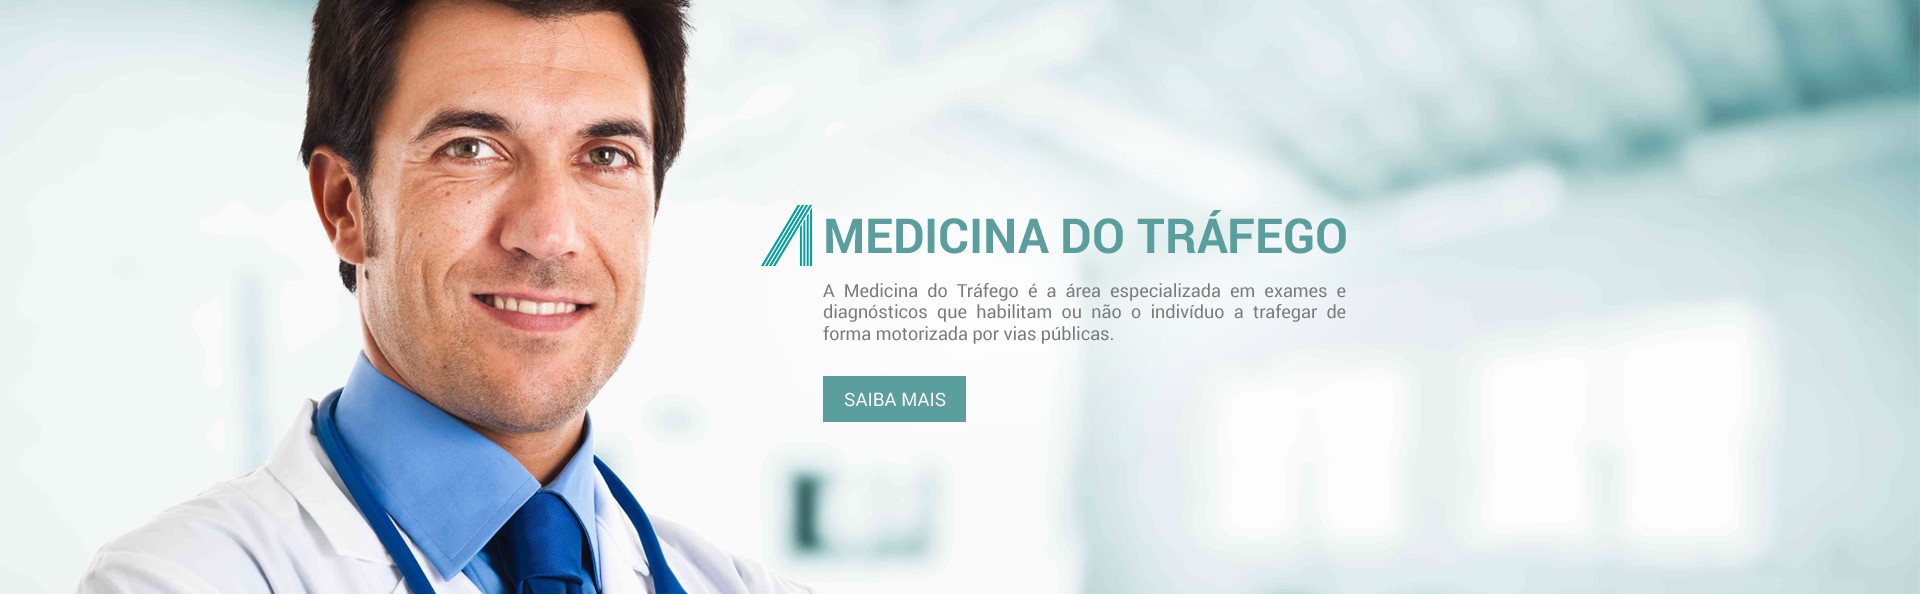 A MEDICINA DO TRÁFEGO
A Medicina do Tráfego é a área especializada em exames e
diagnósticos que habilitam ou não o indivíduo a trafegar de
forma motorizada por vias públicas.
SAIBA MAIS